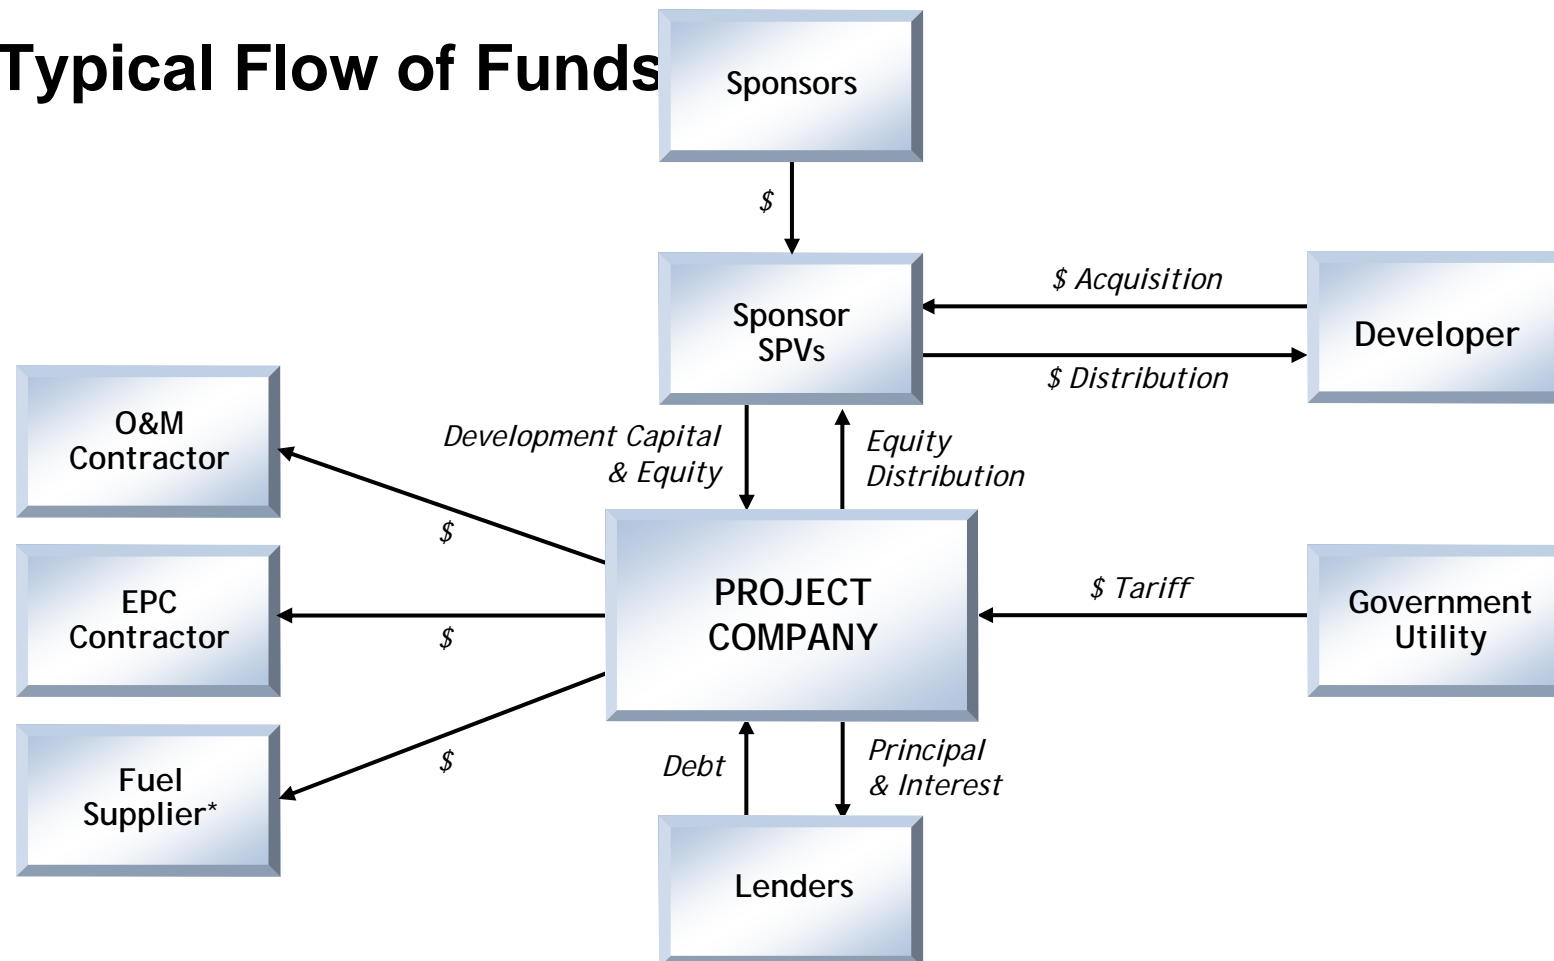 Typical Flow of Funds
Sponsors
$
Sponsor
SPVs
$ Acquisition
$ Distribution
Developer
O&M
Contractor
Development Capital
& Equity
Equity
Distribution
$
EPC
Contractor
$
PROJECT
COMPANY
$ Tariff
Government
Utility
Fuel
Supplier*
$
Debt
Principal
& Interest
Lenders